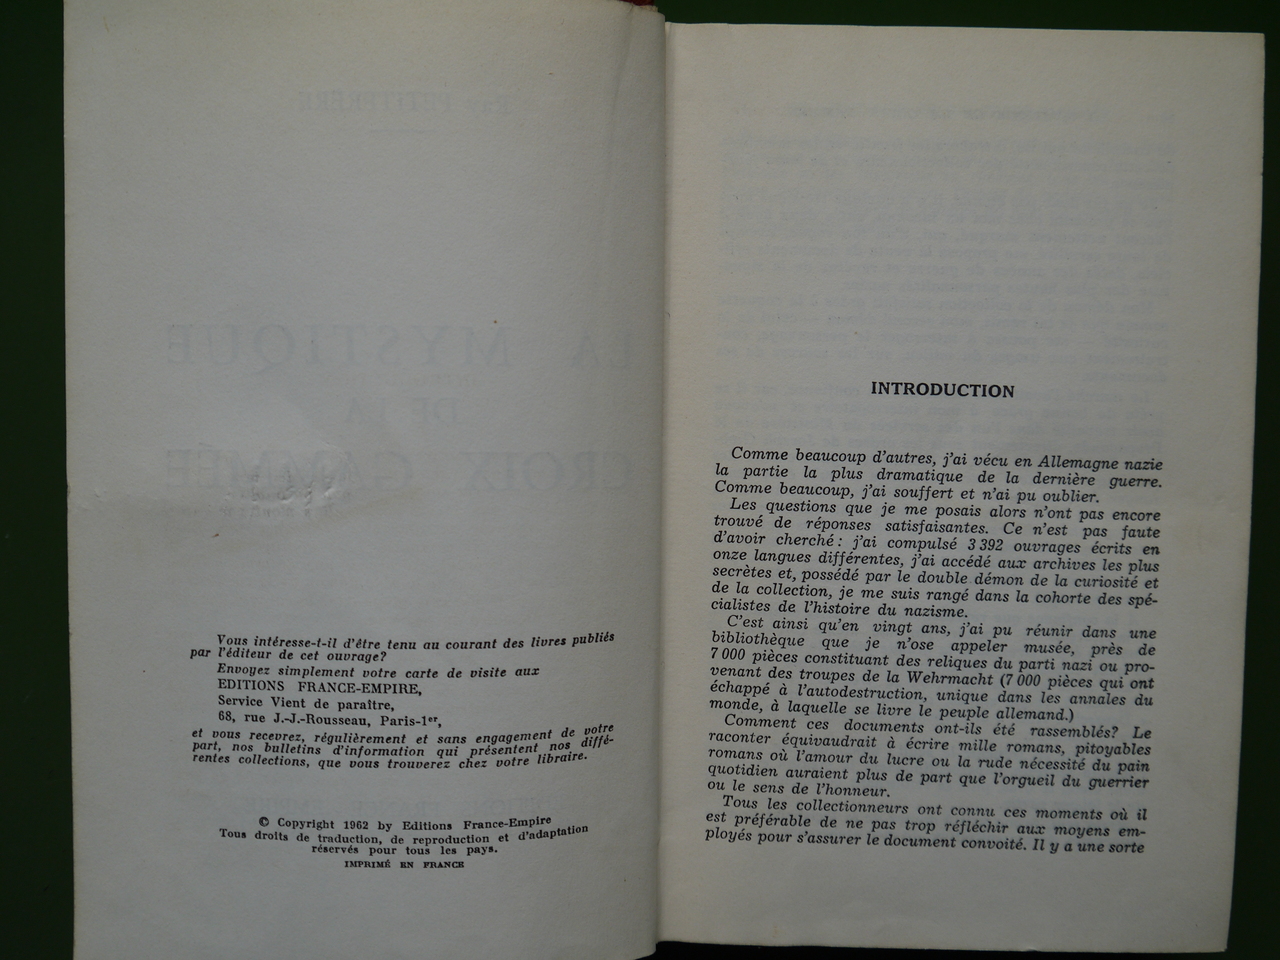 Vous intéresse-t-il d'être tenu au courant des livres publiés
par l'éditeur de cet ouvrage?
Envoyez simplement votre carte de visite aux
EDITIONS FRANCE-EMPIRE,
Service Vient de paraître,
68, rue J.-J.-Rousseau, Paris-1er,
et vous recevrez, régulièrement et sans engagement de votre
part, nos bulletins d'information qui présentent nos diffé-
rentes collections, que vous trouverez chez votre libraire.
© Copyright 1962 by Editions France-Empire
Tous droits de traduction, de reproduction et d'adaptation
réservés pour tous les pays.
IMPRIMÉ EN FRANCE
INTRODUCTION
Comme beaucoup d'autres, j'ai vécu en Allemagne nazie
la partie la plus dramatique de la dernière guerre.
Comme beaucoup, j'ai souffert et n'ai pu oublier.
Les questions que je me posais alors n'ont pas encore
trouvé de réponses satisfaisantes. Ce n'est pas faute
d'avoir cherché : j'ai compulsé 3 392 ouvrages écrits en
onze langues différentes, j'ai accédé aux archives les plus
secrètes et, possédé par le double démon de la curiosité et
de la collection, je me suis rangé dans la cohorte des spé-
cialistes de l'histoire du nazisme.
C'est ainsi qu'en vingt ans, j'ai pu réunir dans une
bibliothèque que je n'ose appeler musée, près de
7 000 pièces constituant des reliques du parti nazi ou pro-
venant des troupes de la Wehrmacht (7 000 pièces qui ont
échappé à l'autodestruction, unique dans les annales du
monde, à laquelle se livre le peuple allemand.)
Comment ces documents ont-ils été rassemblés? Le
raconter équivaudrait à écrire mille romans, pitoyables
romans où l'amour du lucre ou la rude nécessité du pain
quotidien auraient plus de part que l'orgueil du guerrier
ou le sens de l'honneur.
Tous les collectionneurs ont connu ces moments où il
est préférable de ne pas trop réfléchir aux moyens em-
ployés pour s'assurer le document convoité. Il y a une sorte